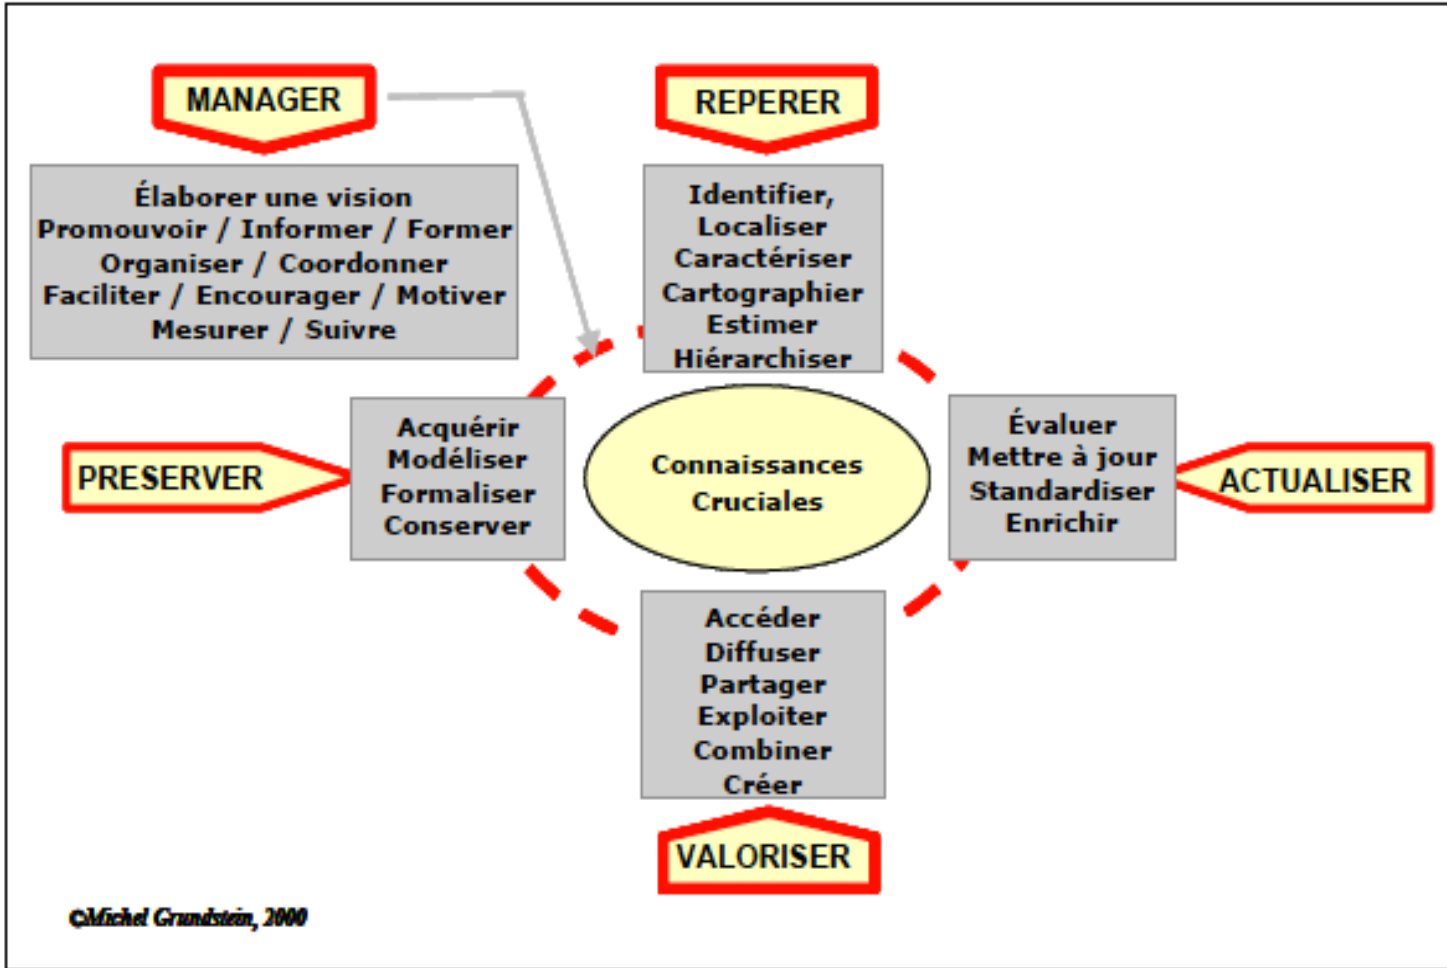 MANAGER
Élaborer une vision
Promouvoir / Informer / Former
Organiser / Coordonner
Faciliter / Encourager / Motiver
Mesurer / Suivre
REPERER
Identifier,
Localiser
Caractériser
Cartographier
Estimer
Hiérarchiser
PRESERVER
Acquérir
Modéliser
Formaliser
Conserver
Connaissances
Cruciales
Évaluer
Mettre à jour
Standardiser
Enrichir
ACTUALISER
Accéder
Diffuser
Partager
Exploiter
Combiner
Créer
VALORISER
©Michel Grundstein, 2000